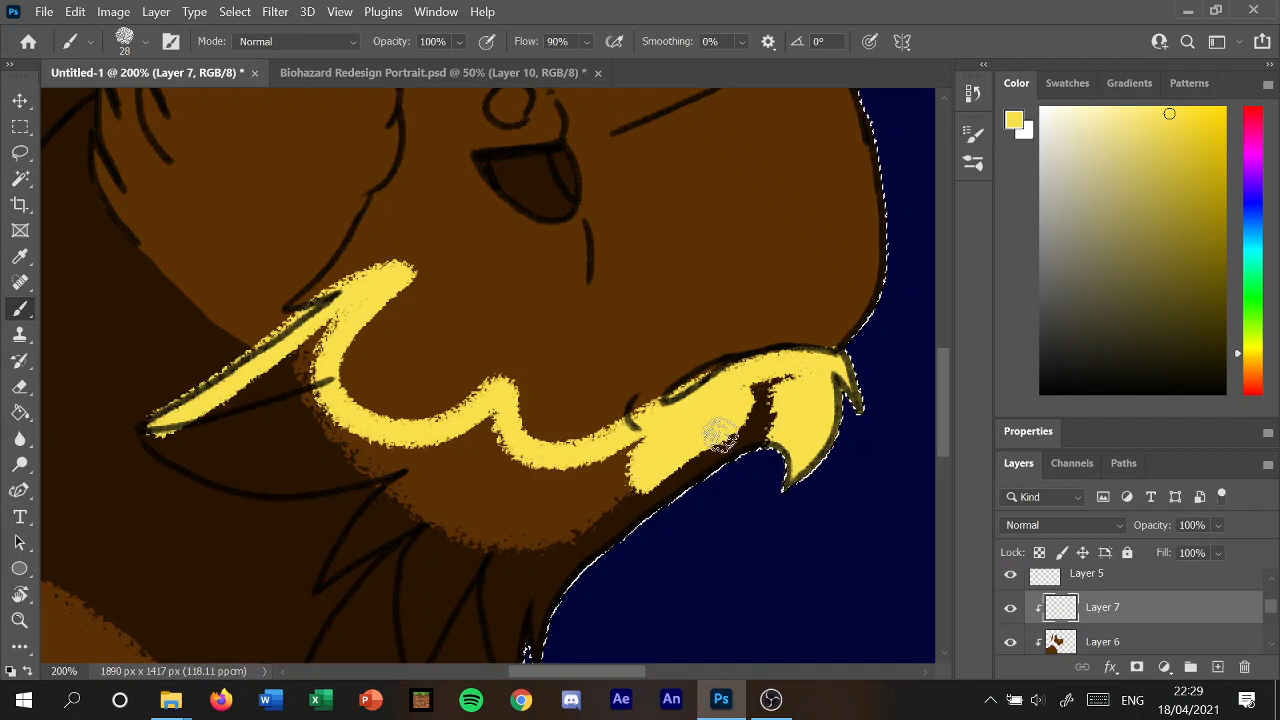 Ps File Edit Image Layer Type Select Filter 3D View Plugins Window Help
28 Mode: Normal Opacity: 100% Flow: 90% Smoothing: 0% 0°
Untitled-1 @ 200% (Layer 7, RGB/8) * Biohazard Redesign Portrait.psd @ 50% (Layer 10, RGB/8) *
Color Swatches Gradients Patterns
Properties
Layers Channels Paths
Kind
Normal Opacity: 100%
Lock: Fill: 100%
Layer 5
Layer 7
Layer 6
200% 1890 px x 1417 px (118.11 ppcm)
Ae An Ps ENG 22:29
18/04/2021